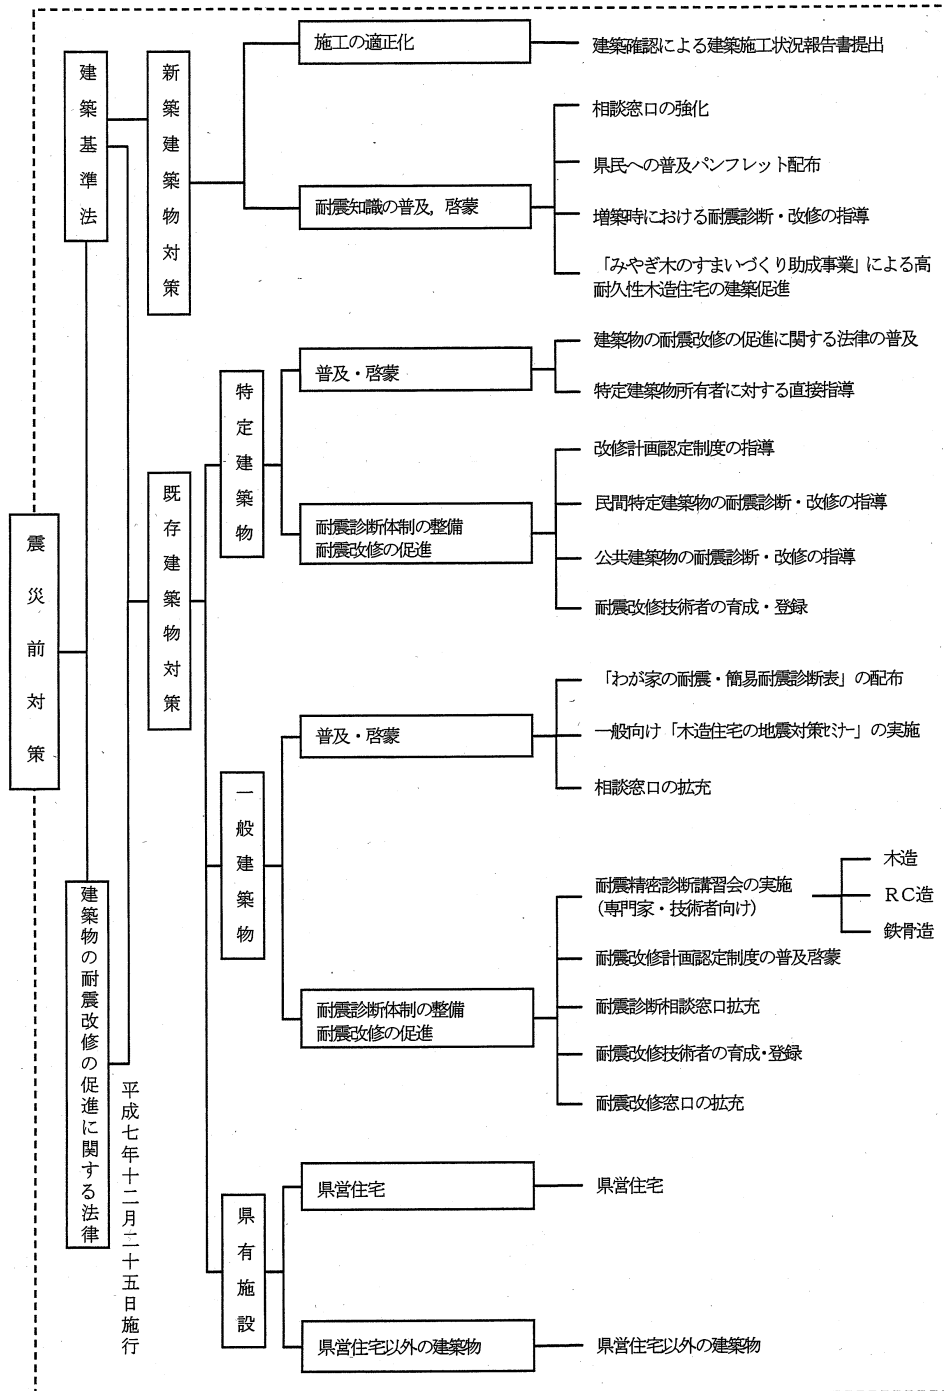 震災前対策
建築基準法
建築物の耐震改修の促進に関する法律
平成七年十二月二十五日施行
新築建築物対策
施工の適正化
建築確認による建築施工状況報告書提出
耐震知識の普及，啓蒙
相談窓口の強化
県民への普及パンフレット配布
増築時における耐震診断・改修の指導
「みやぎ木のすまいづくり助成事業」による高
耐久性木造住宅の建築促進
既存建築物対策
特定建築物
普及・啓蒙
建築物の耐震改修の促進に関する法律の普及
特定建築物所有者に対する直接指導
耐震診断体制の整備
耐震改修の促進
改修計画認定制度の指導
民間特定建築物の耐震診断・改修の指導
公共建築物の耐震診断・改修の指導
耐震改修技術者の育成・登録
一般建築物
普及・啓蒙
「わが家の耐震・簡易耐震診断表」の配布
一般向け「木造住宅の地震対策セミナー」の実施
相談窓口の拡充
耐震診断体制の整備
耐震改修の促進
耐震精密診断講習会の実施
（専門家・技術者向け）
木造
ＲＣ造
鉄骨造
耐震改修計画認定制度の普及啓蒙
耐震診断相談窓口拡充
耐震改修技術者の育成・登録
耐震改修窓口の拡充
県有施設
県営住宅
県営住宅
県営住宅以外の建築物
県営住宅以外の建築物